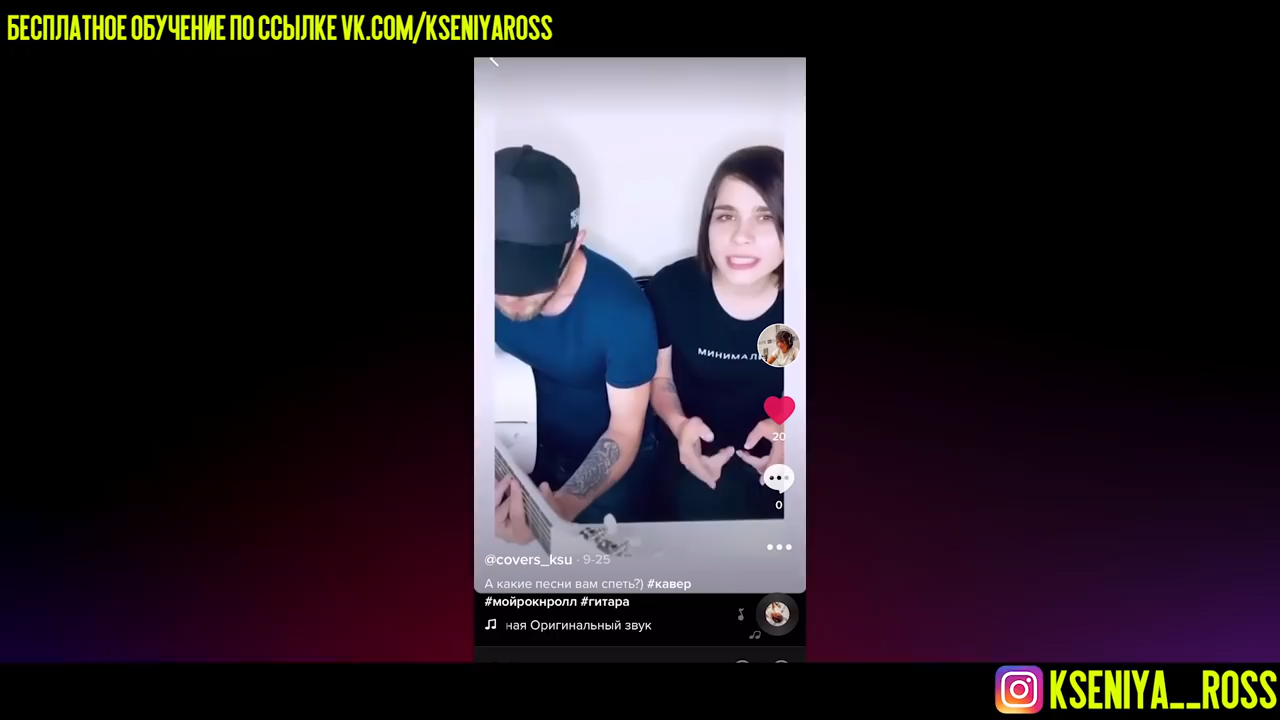 БЕСПЛАТНОЕ ОБУЧЕНИЕ ПО ССЫЛКЕ VK.COM/KSENIYAROSS
МИНИМАЛ
20
0
@covers_ksu · 9-25
А какие песни вам спеть?) #кавер
#мойрокнролл #гитара
ная Оригинальный звук
KSENIYA__ROSS